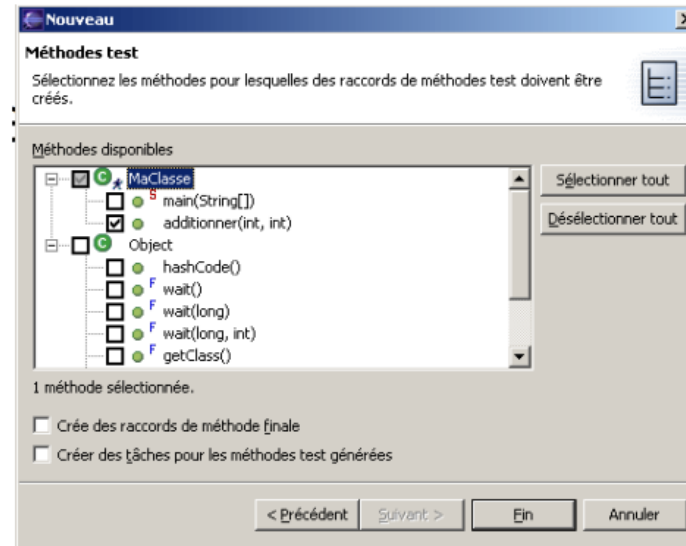 Nouveau
Méthodes test
Sélectionnez les méthodes pour lesquelles des raccords de méthodes test doivent être
créés.
Méthodes disponibles
MaClasse
S main(String[])
additionner(int, int)
Object
hashCode()
F wait()
F wait(long)
F wait(long, int)
F getClass()
Sélectionner tout
Désélectionner tout
1 méthode sélectionnée.
Crée des raccords de méthode finale
Créer des tâches pour les méthodes test générées
< Précédent
Suivant >
Fin
Annuler